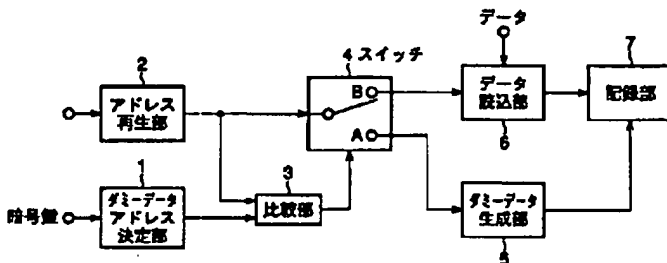 データ
4 スイッチ
7
2
B
データ
読込部
記録部
アドレス
再生部
A
6
1
3
暗号鍵
ダミーデータ
アドレス
決定部
比較部
ダミーデータ
生成部
5